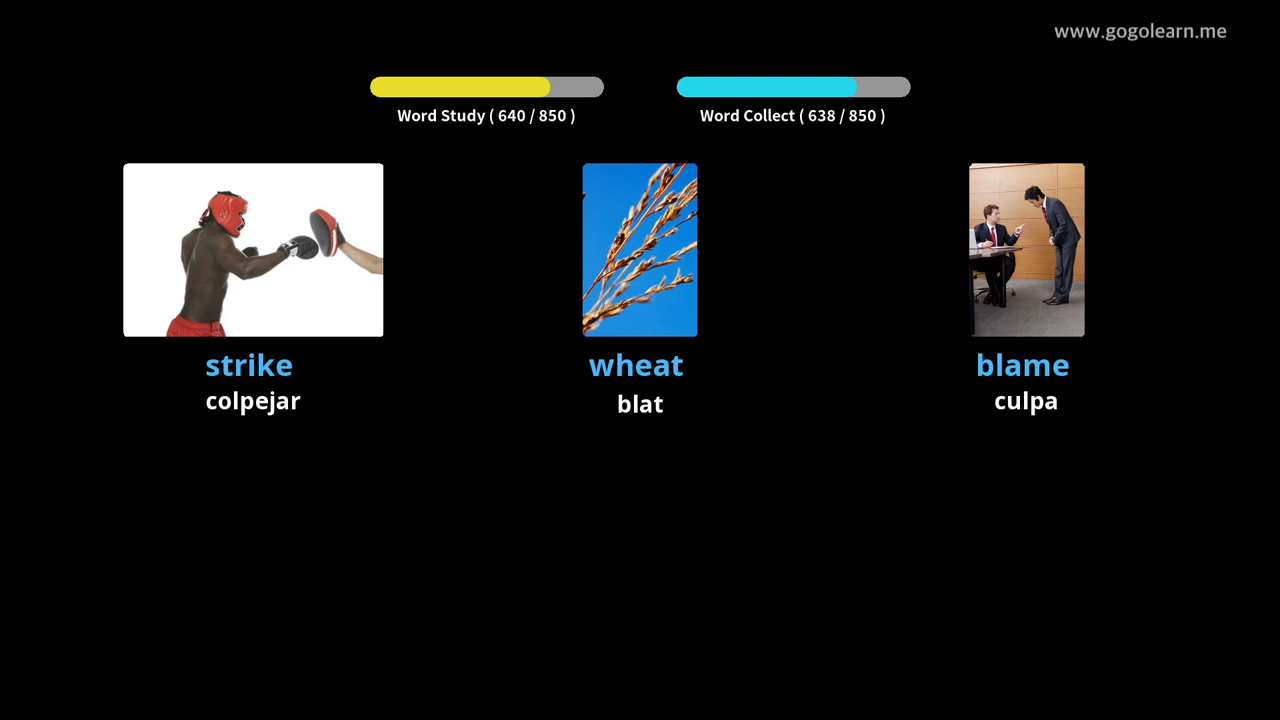 www.gogolearn.me
Word Study ( 640 / 850 )
Word Collect ( 638 / 850 )
strike
colpejar
wheat
blat
blame
culpa